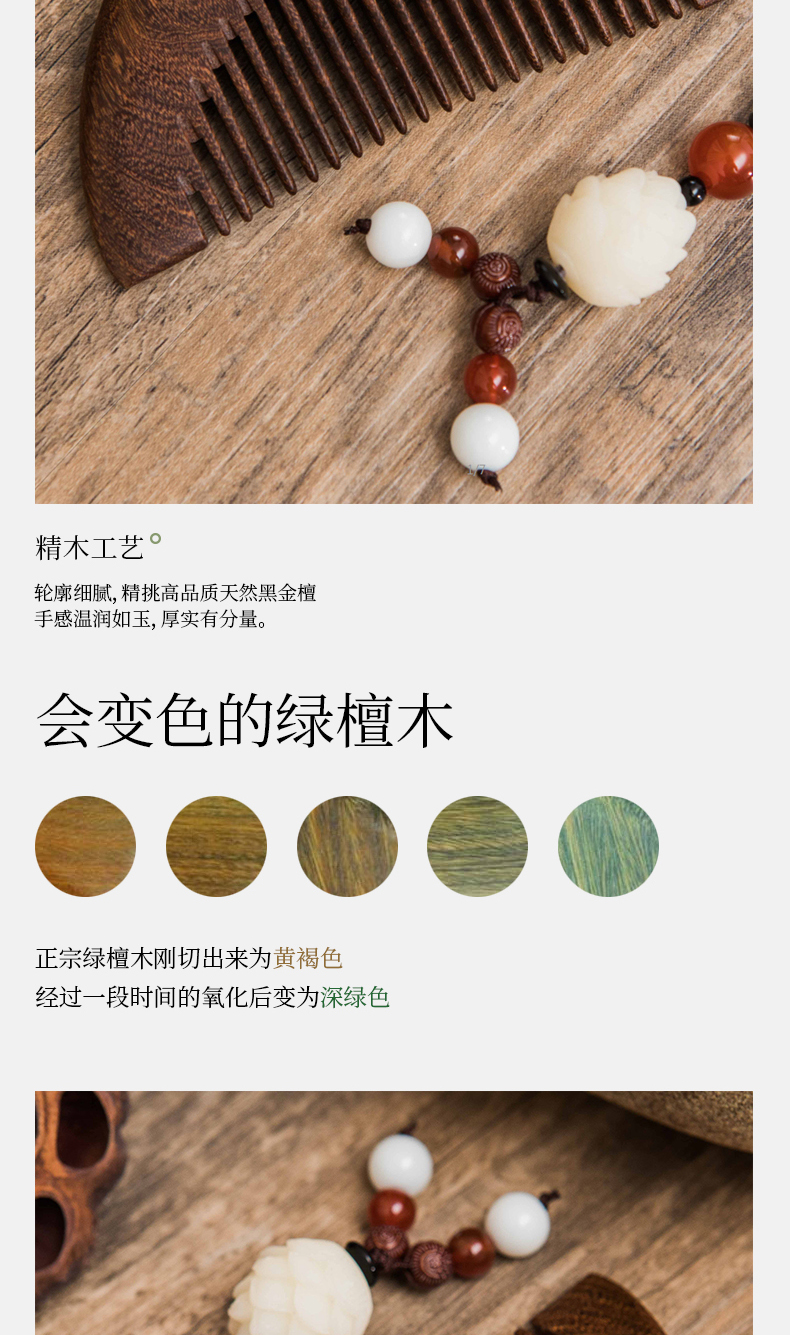 精木工艺
轮廓细腻, 精挑高品质天然黑金檀
手感温润如玉, 厚实有分量。
会变色的绿檀木
正宗绿檀木刚切出来为黄褐色
经过一段时间的氧化后变为深绿色